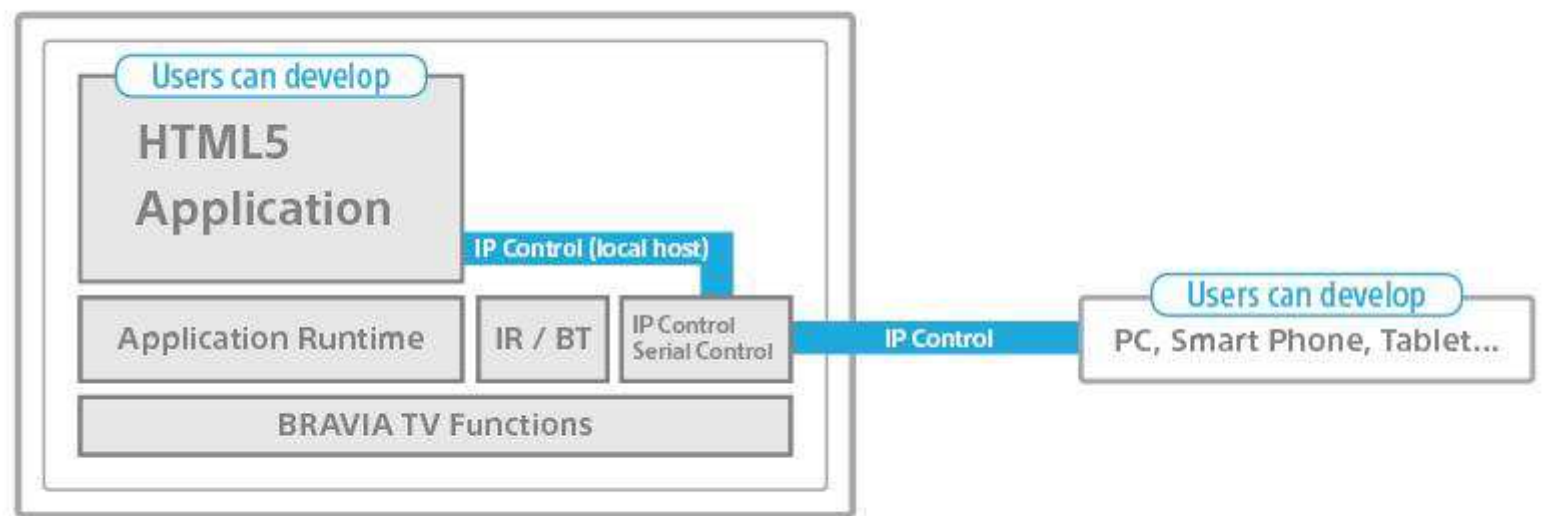 Users can develop
HTML5
Application
IP Control (local host)
Application Runtime
IR / BT
IP Control
Serial Control
BRAVIA TV Functions
IP Control
Users can develop
PC, Smart Phone, Tablet...